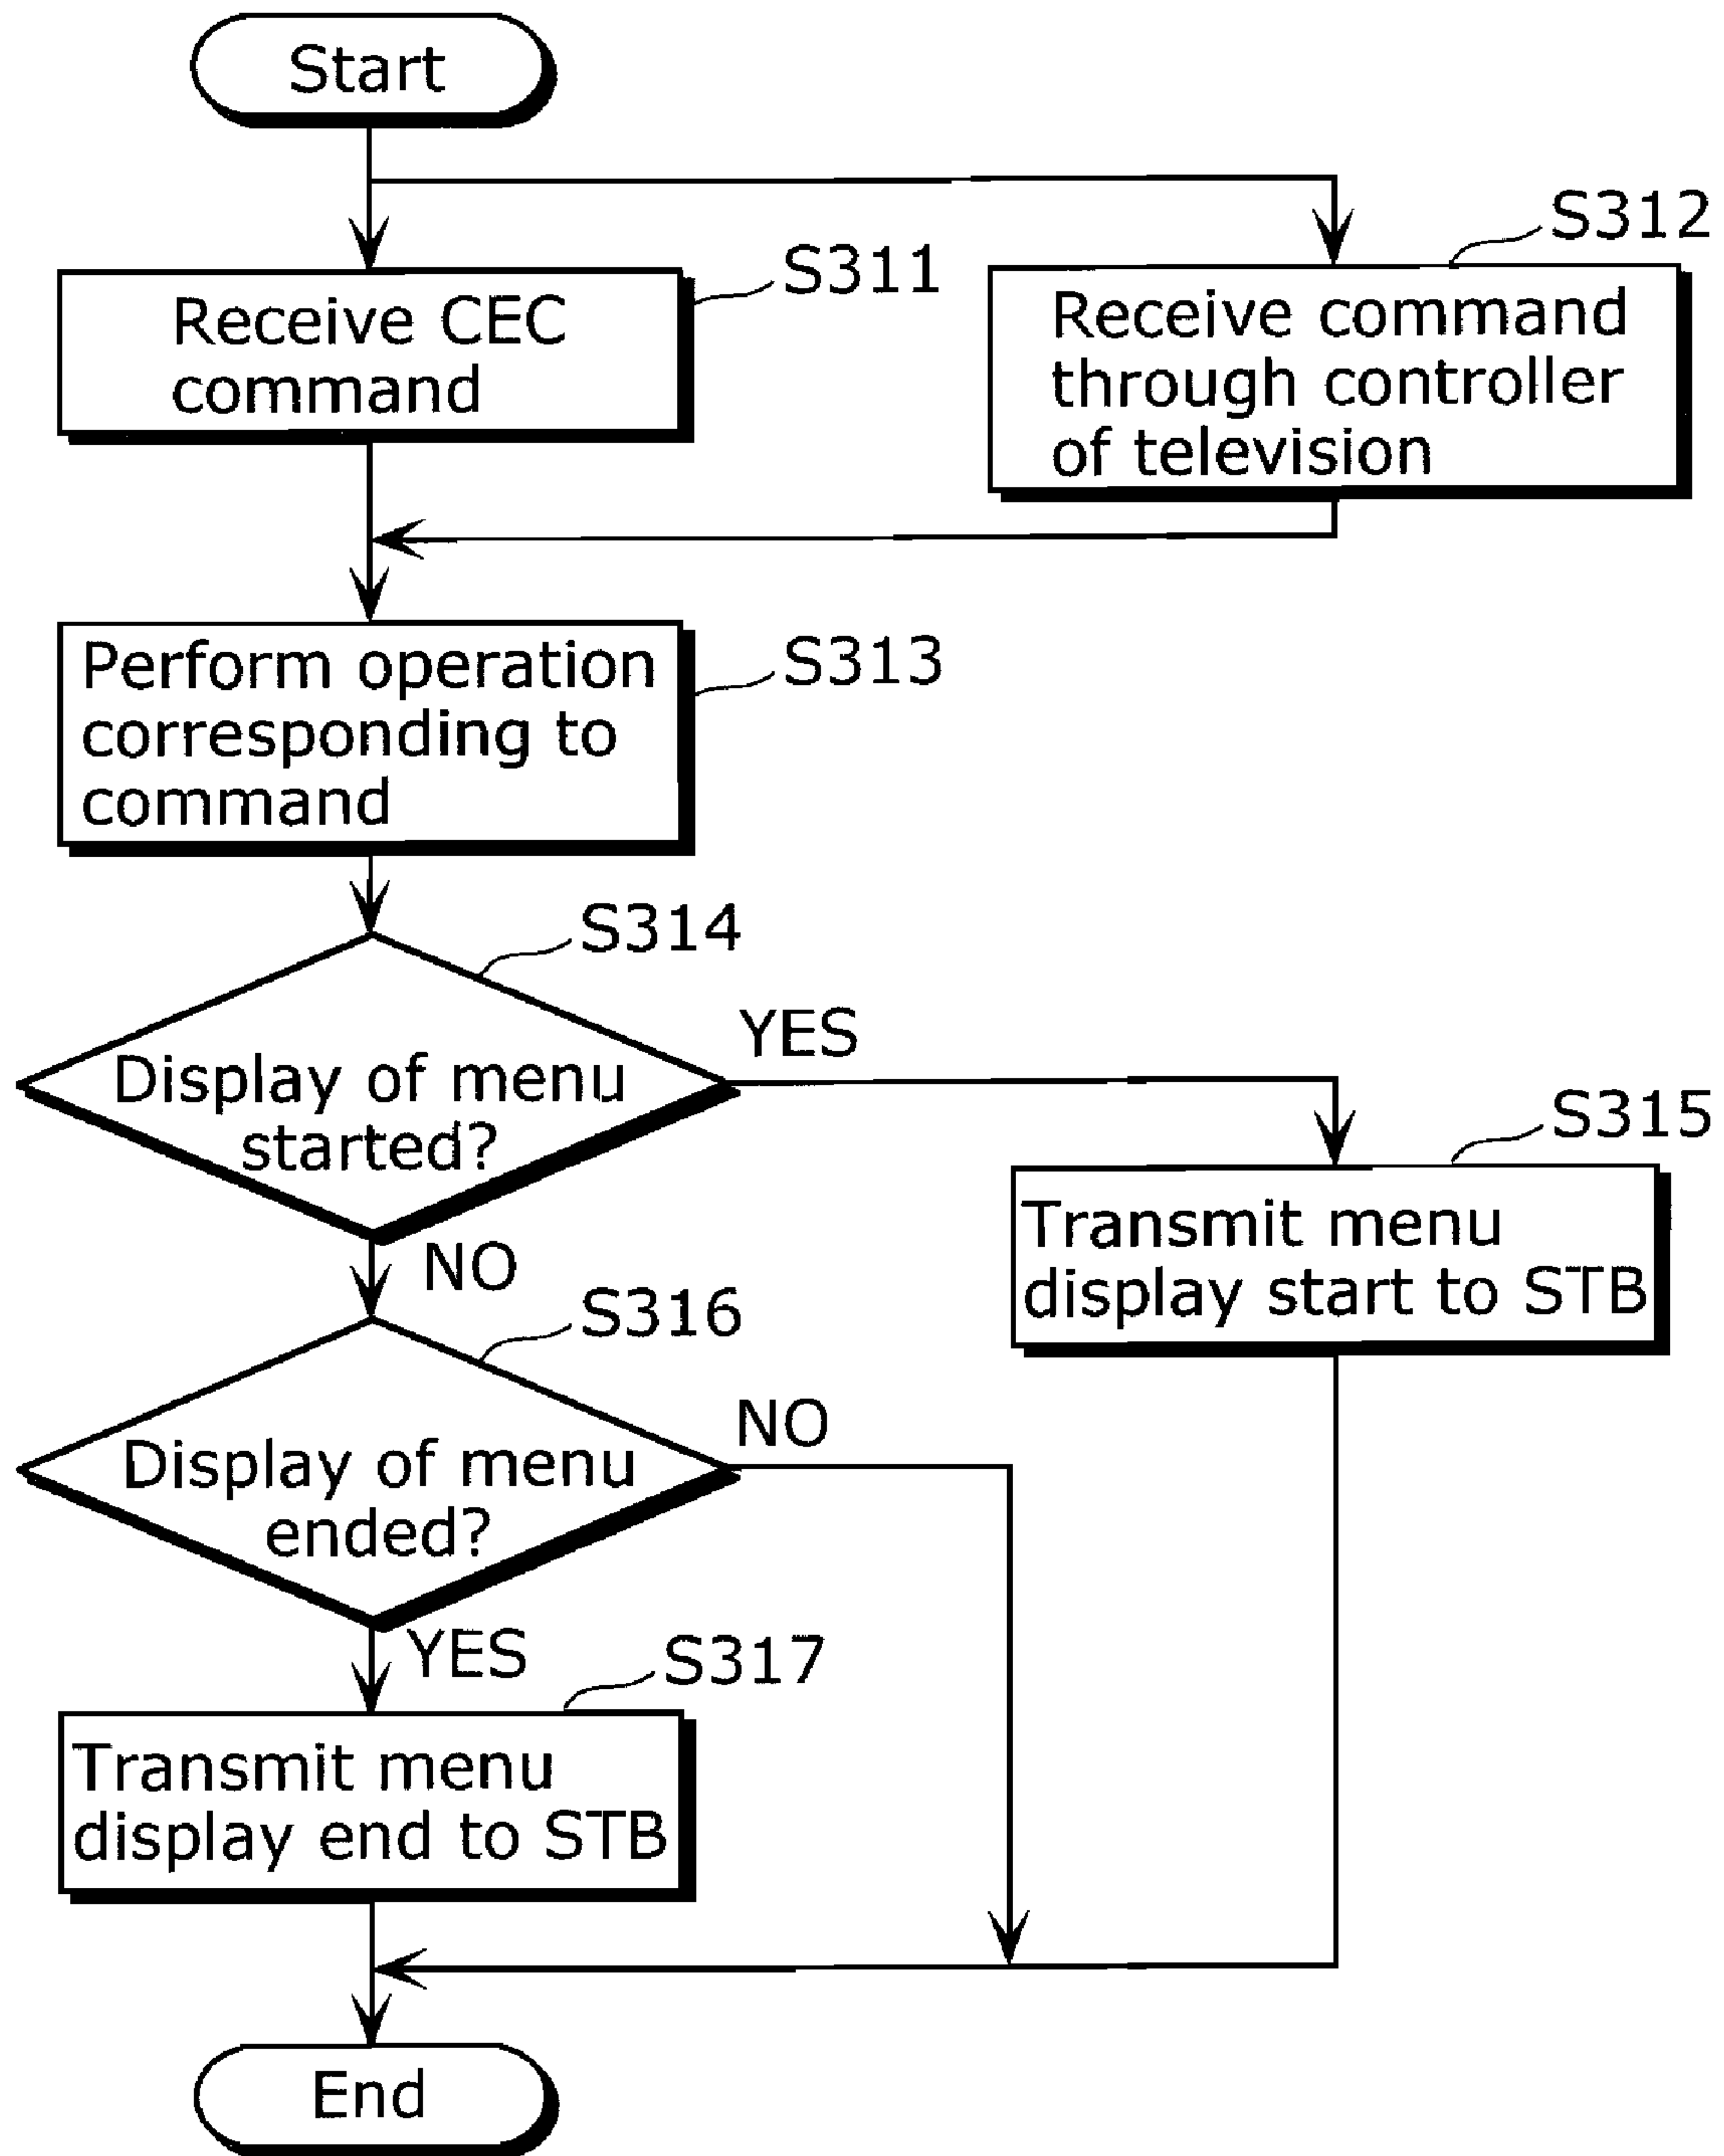 Start
S311
Receive CEC
command
S312
Receive command
through controller
of television
S313
Perform operation
corresponding to
command
S314
Display of menu
started?
YES
NO
S315
Transmit menu
display start to STB
S316
Display of menu
ended?
NO
YES
S317
Transmit menu
display end to STB
End